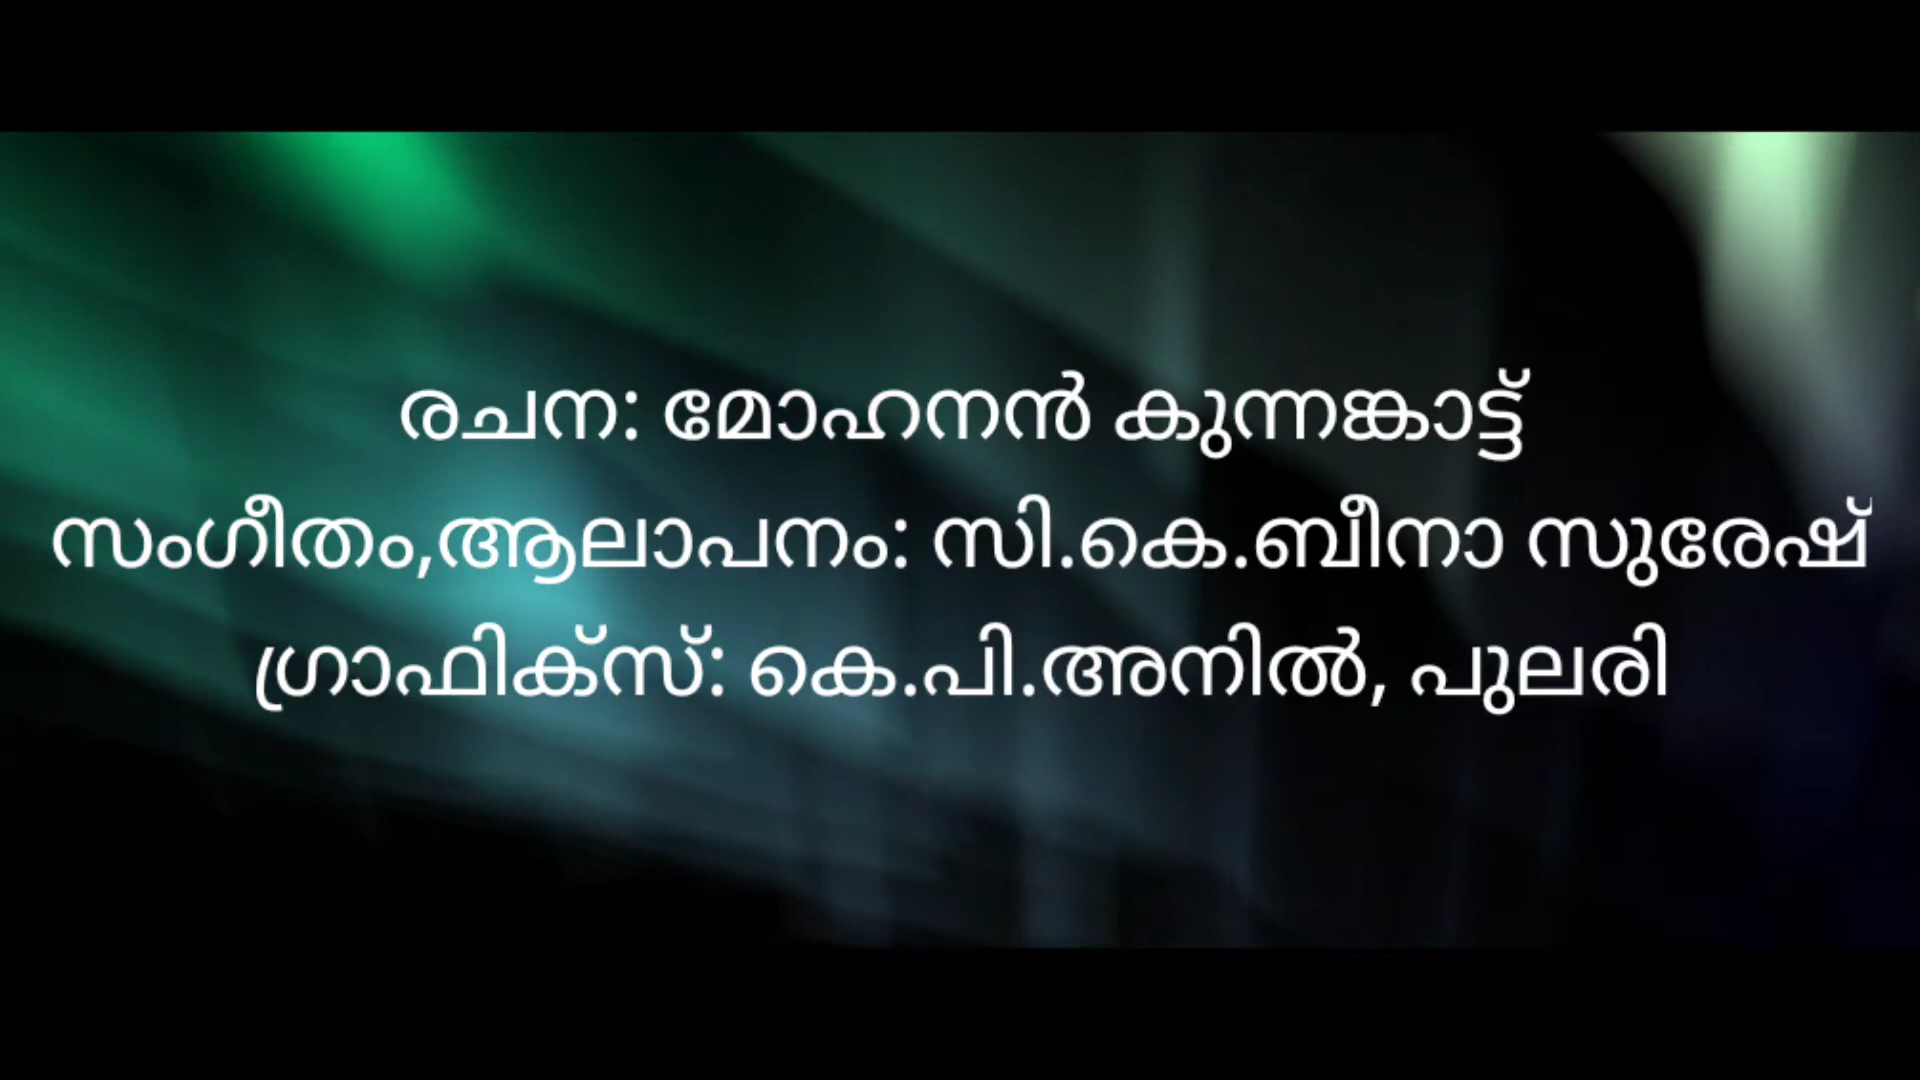 രചന: മോഹനൻ കുന്നങ്കാട്ട്
സംഗീതം,ആലാപനം: സി.കെ.ബീനാ സുരേഷ്
ഗ്രാഫിക്സ്: കെ.പി.അനിൽ, പുലരി